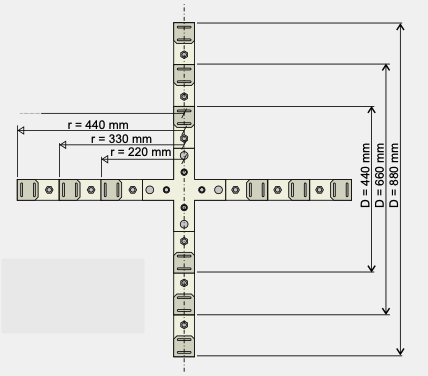 r = 440 mm
r = 330 mm
r = 220 mm
D = 440 mm
D = 660 mm
D = 880 mm